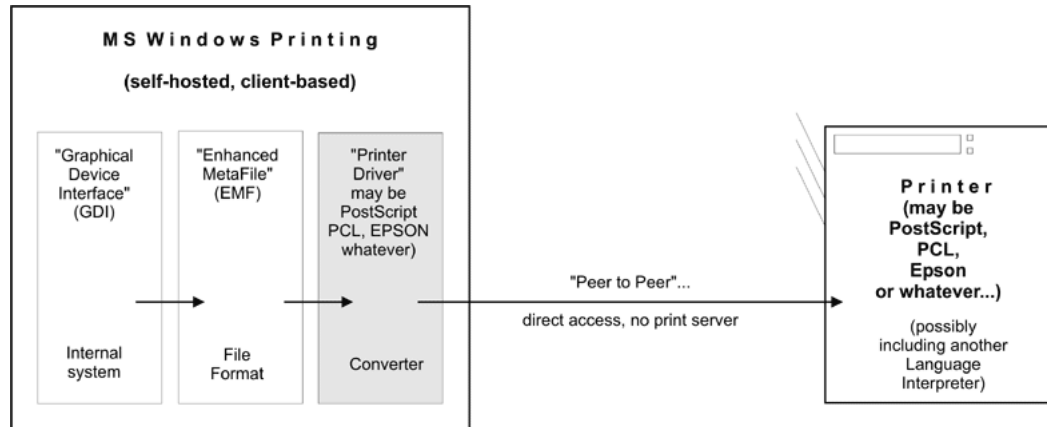 MS Windows Printing
(self-hosted, client-based)
"Graphical
Device
Interface"
(GDI)
Internal
system
"Enhanced
MetaFile"
(EMF)
File
Format
"Printer
Driver"
may be
PostScript
PCL, EPSON
whatever)
Converter
"Peer to Peer"...
direct access, no print server
Printer
(may be
PostScript,
PCL,
Epson
or whatever...)
(possibly
including another
Language
Interpreter)